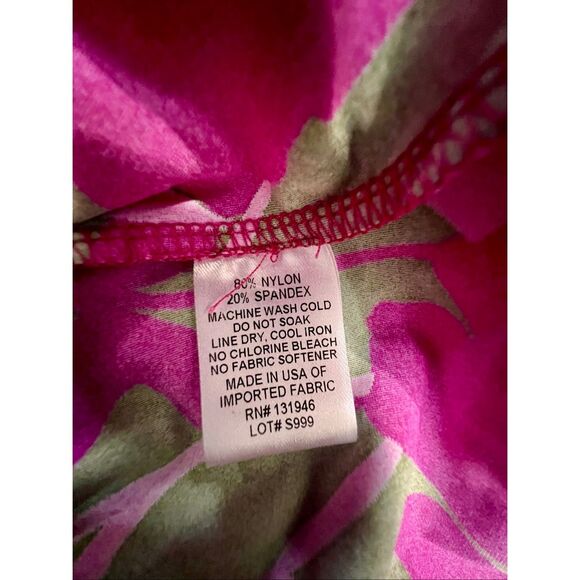 80% NYLON
20% SPANDEX
MACHINE WASH COLD
DO NOT SOAK
LINE DRY, COOL IRON
NO CHLORINE BLEACH
NO FABRIC SOFTENER
MADE IN USA OF
IMPORTED FABRIC
RN# 131946
LOT# S999